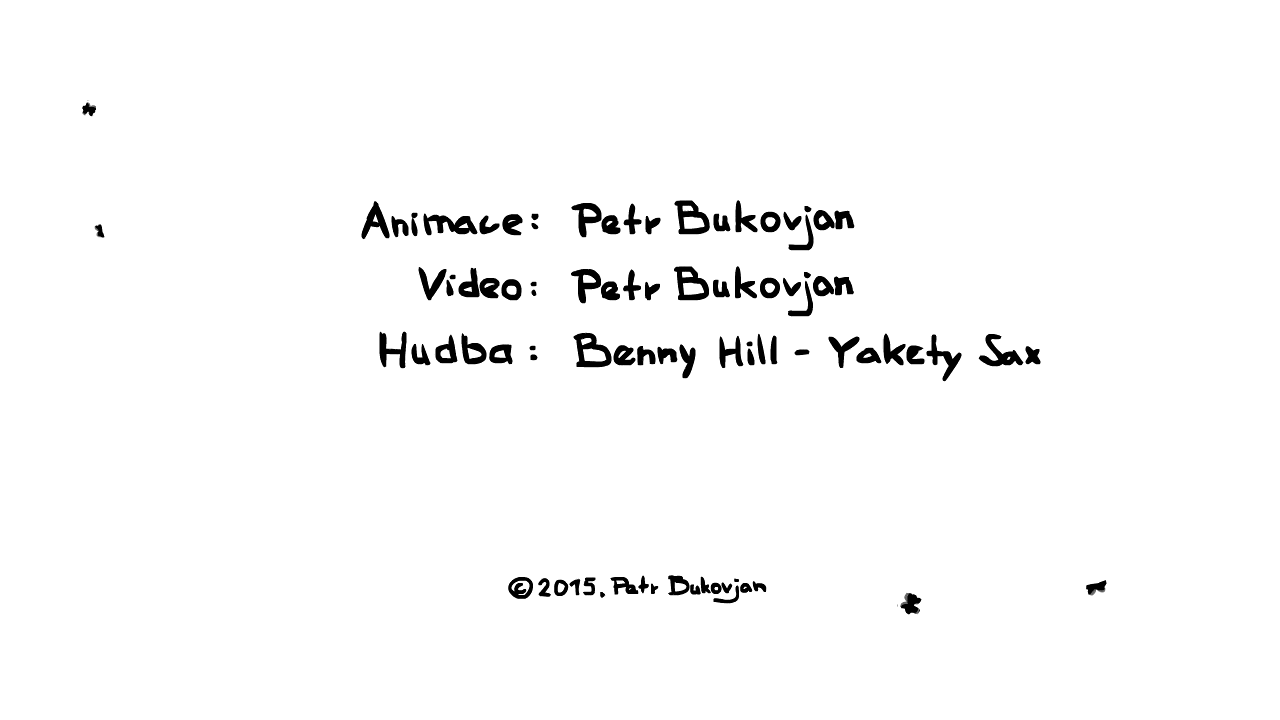 Animace: Petr Bukovjan
Video: Petr Bukovjan
Hudba: Benny Hill - Yakety Sax
© 2015, Petr Bukovjan